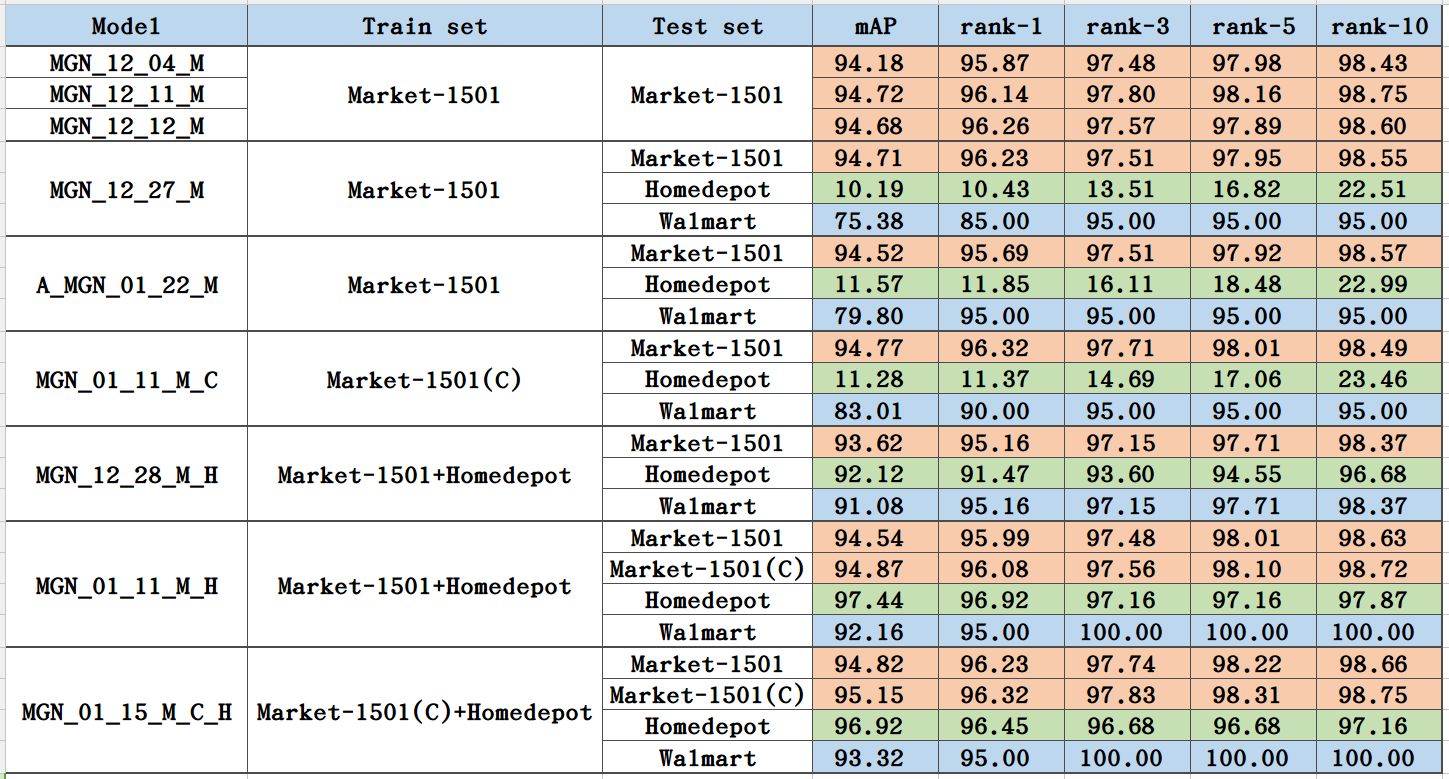 Model Train set Test set mAP rank-1 rank-3 rank-5 rank-10
MGN_12_04_M Market-1501 Market-1501 94.18 95.87 97.48 97.98 98.43
MGN_12_11_M 94.72 96.14 97.80 98.16 98.75
MGN_12_12_M 94.68 96.26 97.57 97.89 98.60
MGN_12_27_M Market-1501 Market-1501 94.71 96.23 97.51 97.95 98.55
Homedepot 10.19 10.43 13.51 16.82 22.51
Walmart 75.38 85.00 95.00 95.00 95.00
A_MGN_01_22_M Market-1501 Market-1501 94.52 95.69 97.51 97.92 98.57
Homedepot 11.57 11.85 16.11 18.48 22.99
Walmart 79.80 95.00 95.00 95.00 95.00
MGN_01_11_M_C Market-1501(C) Market-1501 94.77 96.32 97.71 98.01 98.49
Homedepot 11.28 11.37 14.69 17.06 23.46
Walmart 83.01 90.00 95.00 95.00 95.00
MGN_12_28_M_H Market-1501+Homedepot Market-1501 93.62 95.16 97.15 97.71 98.37
Homedepot 92.12 91.47 93.60 94.55 96.68
Walmart 91.08 95.16 97.15 97.71 98.37
MGN_01_11_M_H Market-1501+Homedepot Market-1501 94.54 95.99 97.48 98.01 98.63
Market-1501(C) 94.87 96.08 97.56 98.10 98.72
Homedepot 97.44 96.92 97.16 97.16 97.87
Walmart 92.16 95.00 100.00 100.00 100.00
MGN_01_15_M_C_H Market-1501(C)+Homedepot Market-1501 94.82 96.23 97.74 98.22 98.66
Market-1501(C) 95.15 96.32 97.83 98.31 98.75
Homedepot 96.92 96.45 96.68 96.68 97.16
Walmart 93.32 95.00 100.00 100.00 100.00